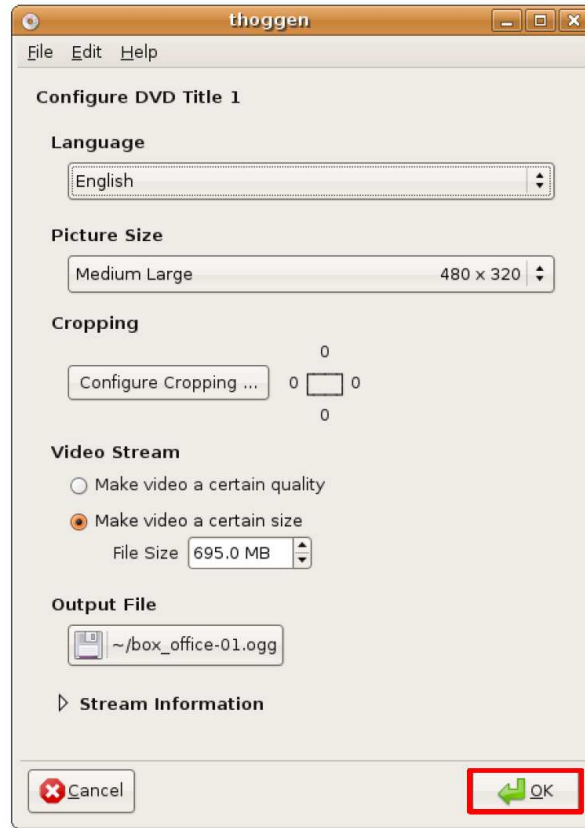 thoggen
File Edit Help
Configure DVD Title 1
Language
English
Picture Size
Medium Large 480 x 320
Cropping
0
Configure Cropping ... 0 0
0
Video Stream
Make video a certain quality
Make video a certain size
File Size 695.0 MB
Output File
~/box_office-01.ogg
Stream Information
Cancel OK